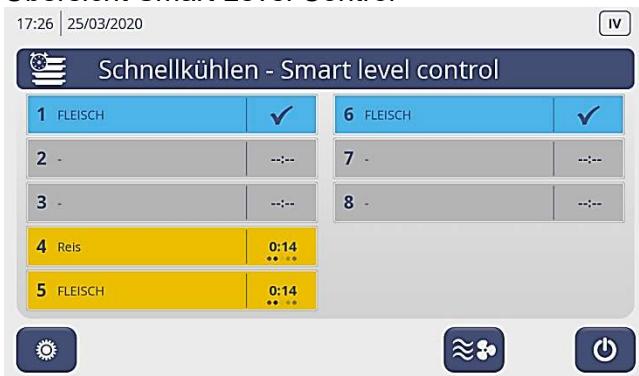 Übersicht Smart Level Control
17:26 25/03/2020 IV
Schnellkühlen - Smart level control
1 FLEISCH ✓
2 - --:--
3 - --:--
4 Reis 0:14
5 FLEISCH 0:14
6 FLEISCH ✓
7 - --:--
8 - --:--